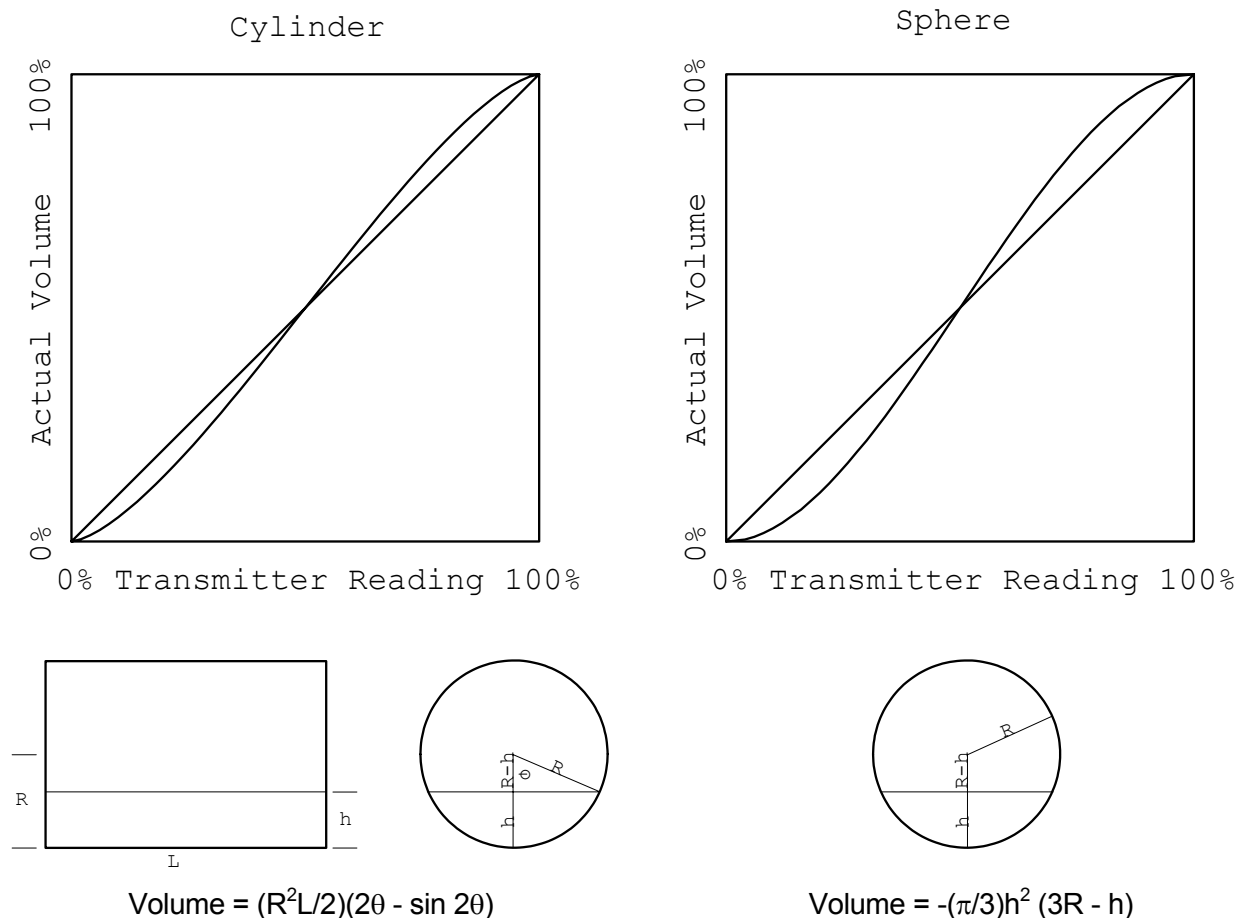 Cylinder
100%
Actual Volume
0%
0% Transmitter Reading 100%
Sphere
100%
Actual Volume
0%
0% Transmitter Reading 100%
R
h
L
R-h
θ
R
h
R
R-h
h
Volume = (R²L/2)(2θ - sin 2θ)
Volume = -(π/3)h² (3R - h)